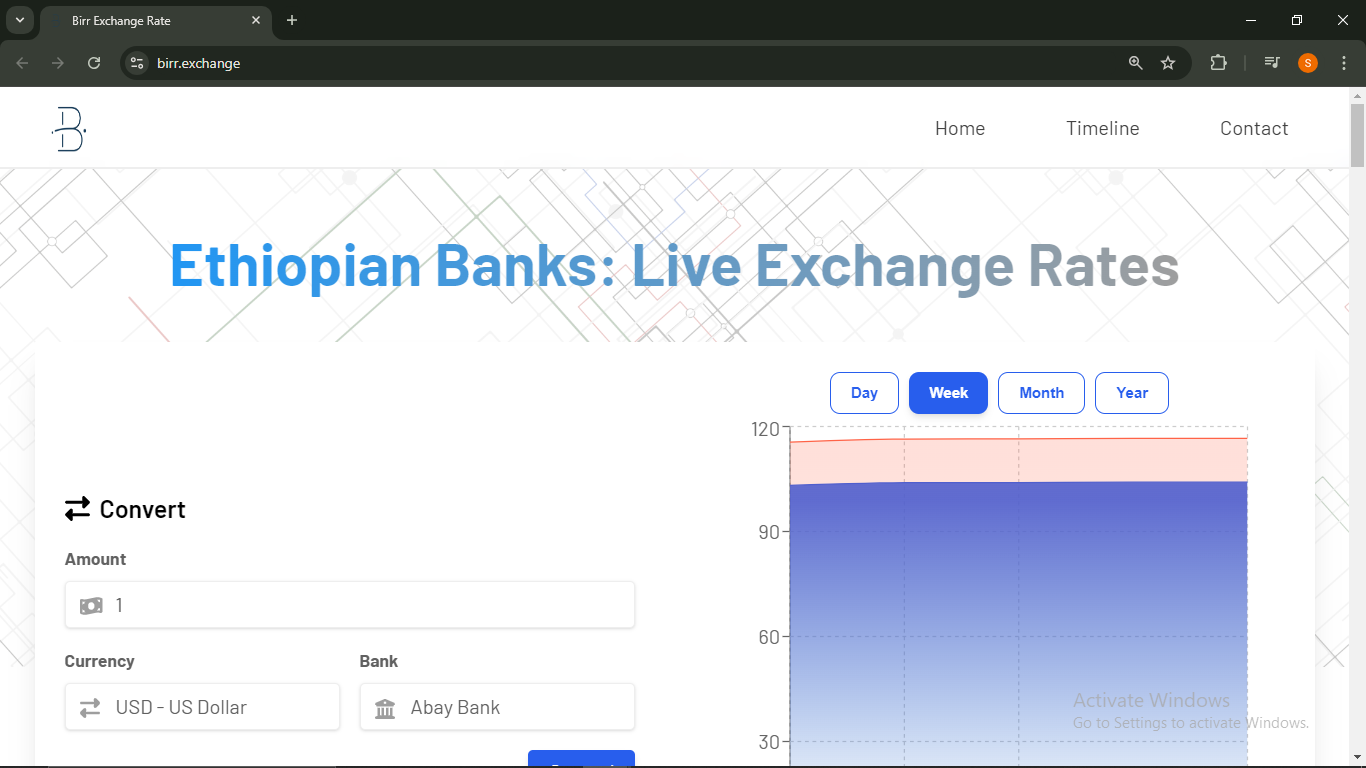 Birr Exchange Rate
birr.exchange
S
B
Home Timeline Contact
Ethiopian Banks: Live Exchange Rates
Day Week Month Year
120
90
60
30
Convert
Amount
1
Currency Bank
USD - US Dollar Abay Bank
Activate Windows
Go to Settings to activate Windows.